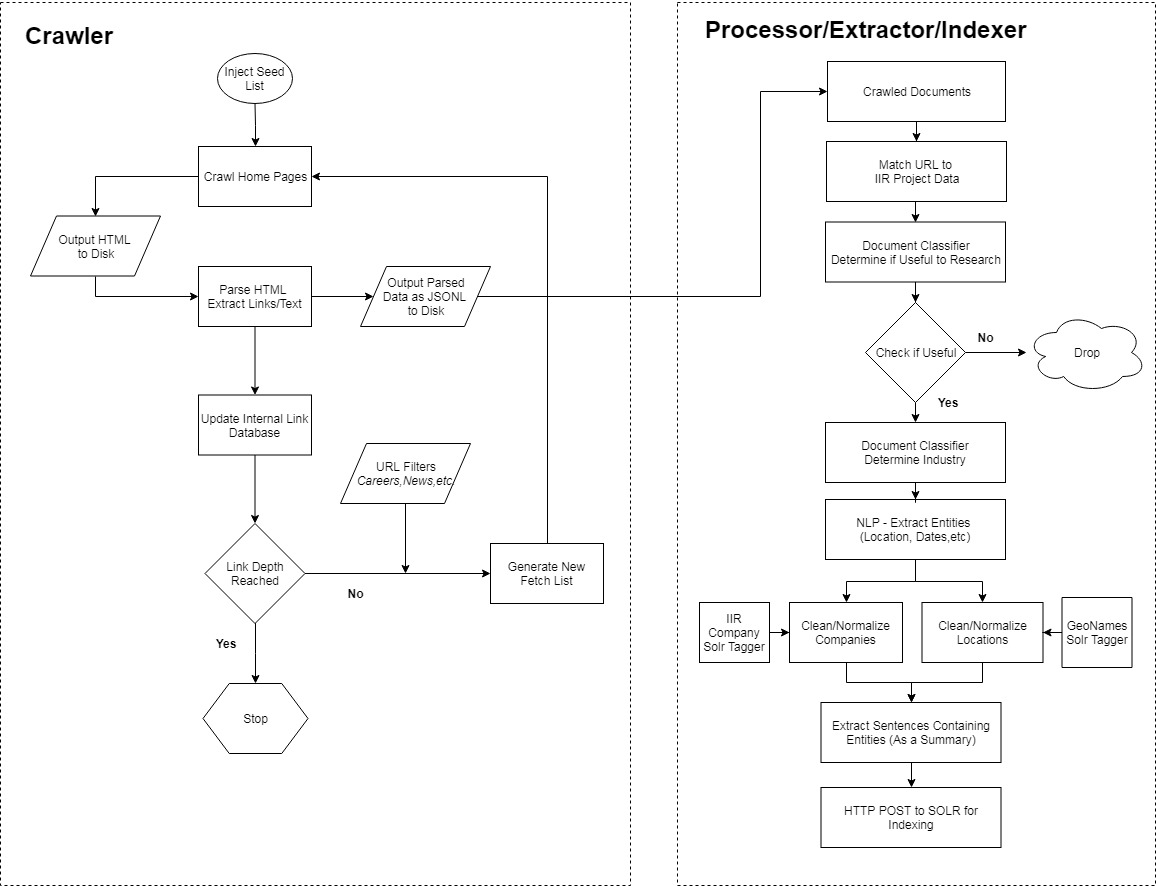 Crawler
Inject Seed
List
Crawl Home Pages
Output HTML
to Disk
Parse HTML
Extract Links/Text
Output Parsed
Data as JSONL
to Disk
Update Internal Link
Database
URL Filters
Careers,News,etc
Link Depth
Reached
No
Generate New
Fetch List
Yes
Stop
Processor/Extractor/Indexer
Crawled Documents
Match URL to
IIR Project Data
Document Classifier
Determine if Useful to Research
Check if Useful
No
Drop
Yes
Document Classifier
Determine Industry
NLP - Extract Entities
(Location, Dates,etc)
IIR
Company
Solr Tagger
Clean/Normalize
Companies
Clean/Normalize
Locations
GeoNames
Solr Tagger
Extract Sentences Containing
Entities (As a Summary)
HTTP POST to SOLR for
Indexing